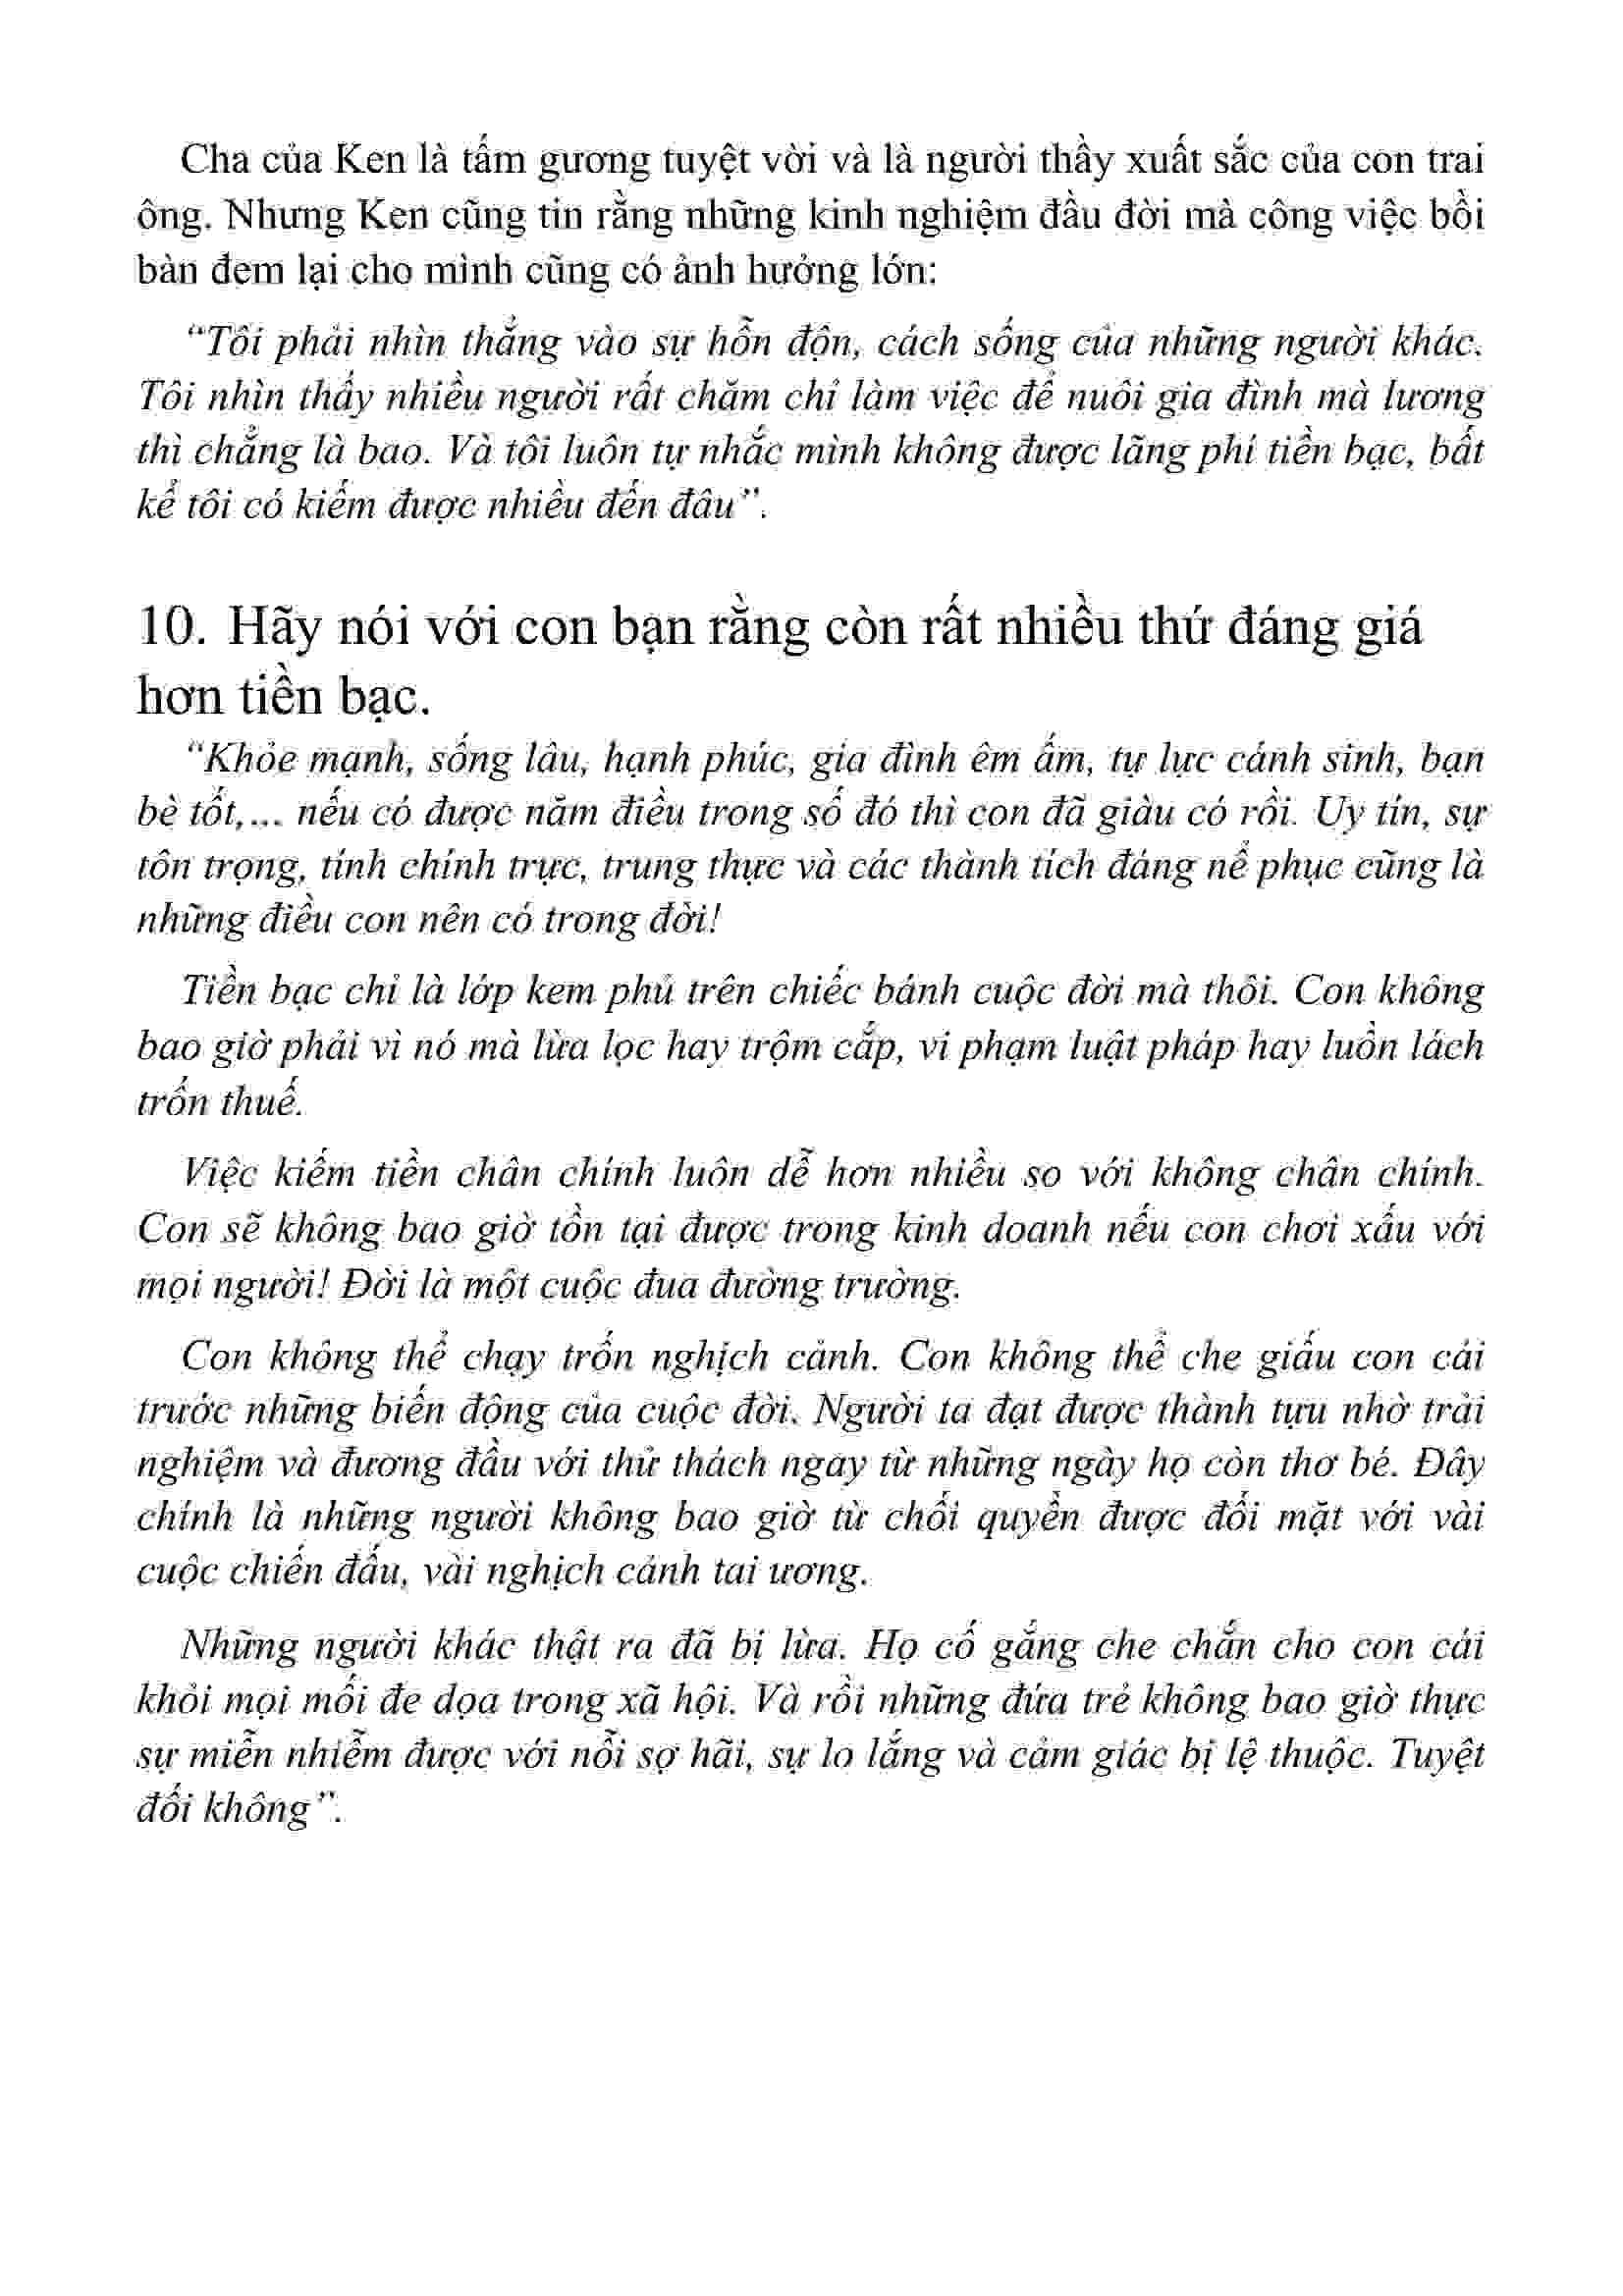 Cha của Ken là tấm gương tuyệt vời và là người thầy xuất sắc của con trai
ông. Nhưng Ken cũng tin rằng những kinh nghiệm đầu đời mà công việc bồi
bàn đem lại cho mình cũng có ảnh hưởng lớn:
“Tôi phải nhìn thẳng vào sự hỗn độn, cách sống của những người khác.
Tôi nhìn thấy nhiều người rất chăm chỉ làm việc để nuôi gia đình mà lương
thì chẳng là bao. Và tôi luôn tự nhắc mình không được lãng phí tiền bạc, bất
kể tôi có kiếm được nhiều đến đâu”.
10. Hãy nói với con bạn rằng còn rất nhiều thứ đáng giá
hơn tiền bạc.
“Khỏe mạnh, sống lâu, hạnh phúc, gia đình êm ấm, tự lực cánh sinh, bạn
bè tốt,... nếu có được năm điều trong số đó thì con đã giàu có rồi. Uy tín, sự
tôn trọng, tính chính trực, trung thực và các thành tích đáng nể phục cũng là
những điều con nên có trong đời!
Tiền bạc chỉ là lớp kem phủ trên chiếc bánh cuộc đời mà thôi. Con không
bao giờ phải vì nó mà lừa lọc hay trộm cắp, vi phạm luật pháp hay luồn lách
trốn thuế.
Việc kiếm tiền chân chính luôn dễ hơn nhiều so với không chân chính.
Con sẽ không bao giờ tồn tại được trong kinh doanh nếu con chơi xấu với
mọi người! Đời là một cuộc đua đường trường.
Con không thể chạy trốn nghịch cảnh. Con không thể che giấu con cái
trước những biến động của cuộc đời. Người ta đạt được thành tựu nhờ trải
nghiệm và đương đầu với thử thách ngay từ những ngày họ còn thơ bé. Đây
chính là những người không bao giờ từ chối quyền được đối mặt với vài
cuộc chiến đấu, vài nghịch cảnh tai ương.
Những người khác thật ra đã bị lừa. Họ cố gắng che chắn cho con cái
khỏi mọi mối đe dọa trong xã hội. Và rồi những đứa trẻ không bao giờ thực
sự miễn nhiễm được với nỗi sợ hãi, sự lo lắng và cảm giác bị lệ thuộc. Tuyệt
đối không”.